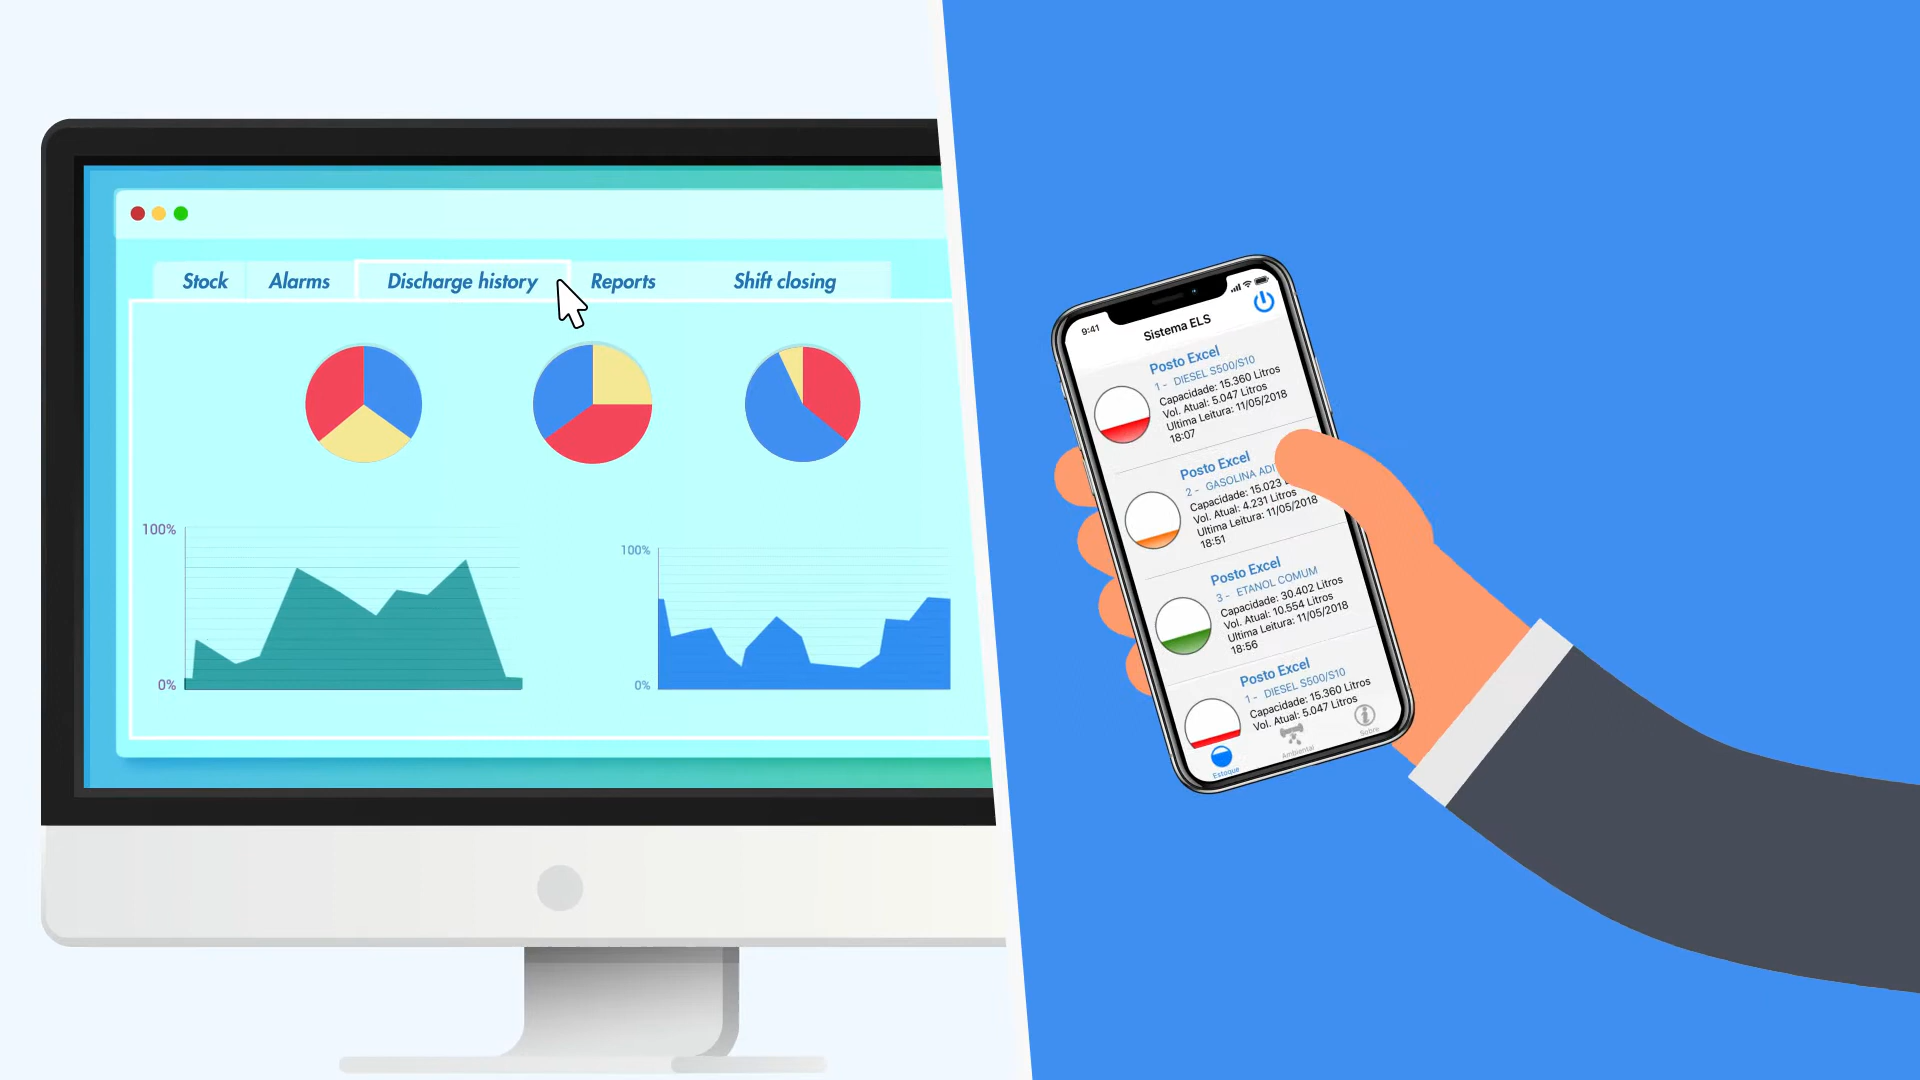 Stock
Alarms
Discharge history
Reports
Shift closing
100%
0%
100%
0%
9:41
Sistema ELS
Posto Excel
1 - DIESEL S500/S10
Capacidade: 15.360 Litros
Vol. Atual: 5.047 Litros
Ultima Leitura: 11/05/2018
18:07
Posto Excel
2 - GASOLINA ADI
Capacidade: 15.023
Vol. Atual: 4.231 Litros
Ultima Leitura: 11/05/2018
18:51
Posto Excel
3 - ETANOL COMUM
Capacidade: 30.402 Litros
Vol. Atual: 10.554 Litros
Ultima Leitura: 11/05/2018
18:56
Posto Excel
1 - DIESEL S500/S10
Capacidade: 15.360 Litros
Vol. Atual: 5.047 Litros
Estoque
Ambiental
Sobre